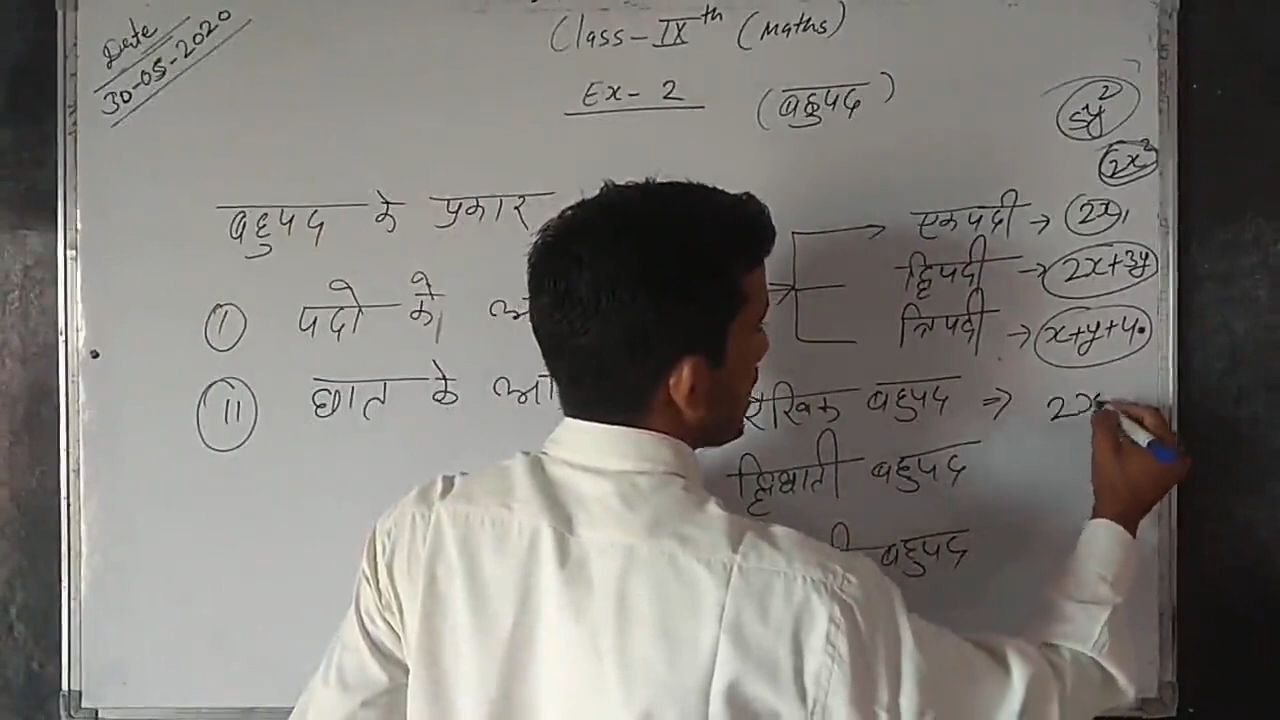 Date
30-05-2020
Class-IXth (Maths)
Ex-2 (बहुपद)
5y²
2x²
बहुपद के प्रकार
एकपदी → 2x,
द्विपदी → 2x+3y
त्रिपदी → x+y+4.
(i) पदो के
(ii) घात के
रैखिक बहुपद ⇒ 2x
द्विघाती बहुपद
बहुपद